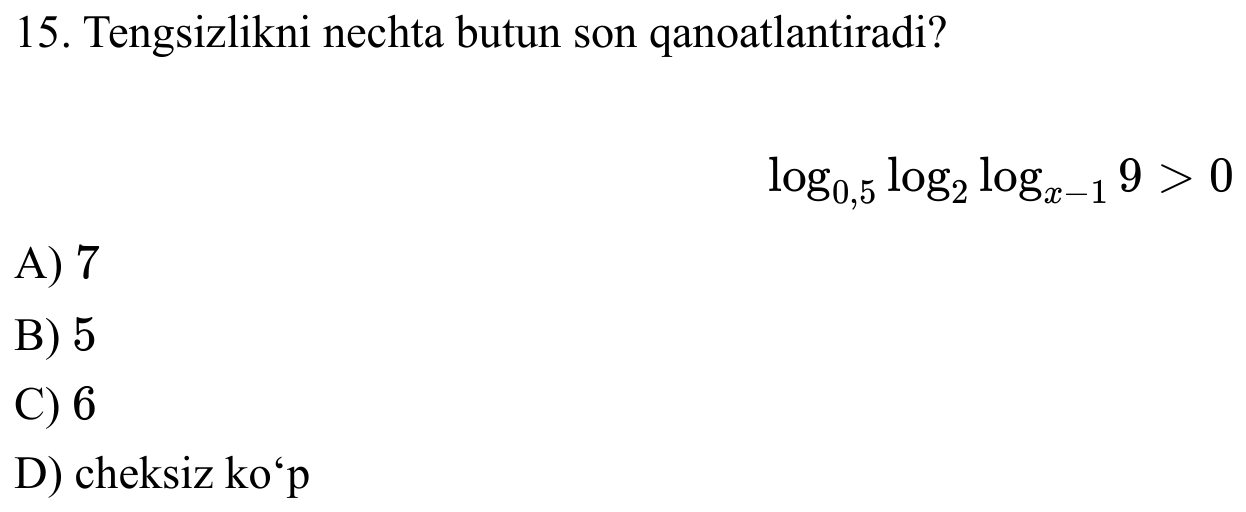 15. Tengsizlikni nechta butun son qanoatlantiradi?
log₀,₅ log₂ logₓ₋₁ 9 > 0
A) 7
B) 5
C) 6
D) cheksiz ko‘p